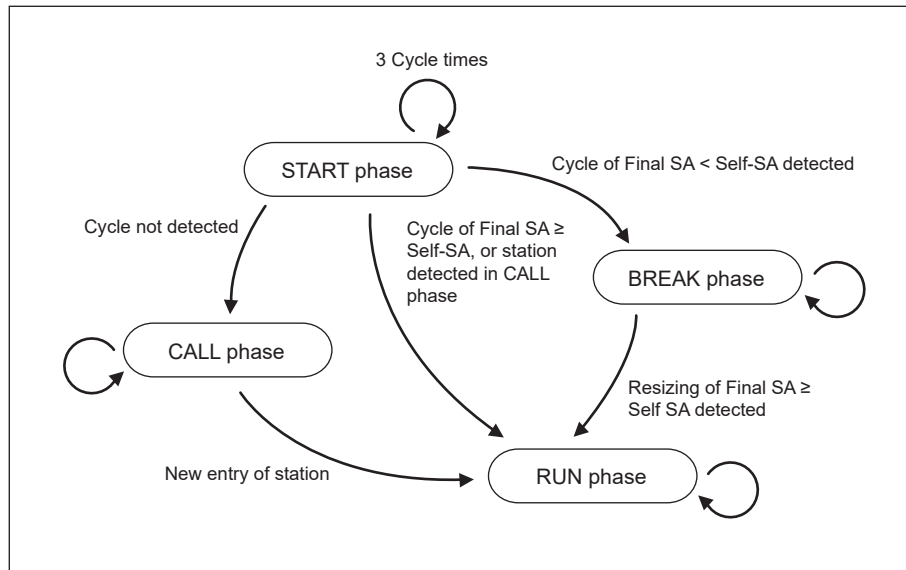 3 Cycle times
START phase
Cycle of Final SA < Self-SA detected
Cycle not detected
Cycle of Final SA ≥
Self-SA, or station
detected in CALL
phase
BREAK phase
CALL phase
Resizing of Final SA ≥
Self SA detected
New entry of station
RUN phase